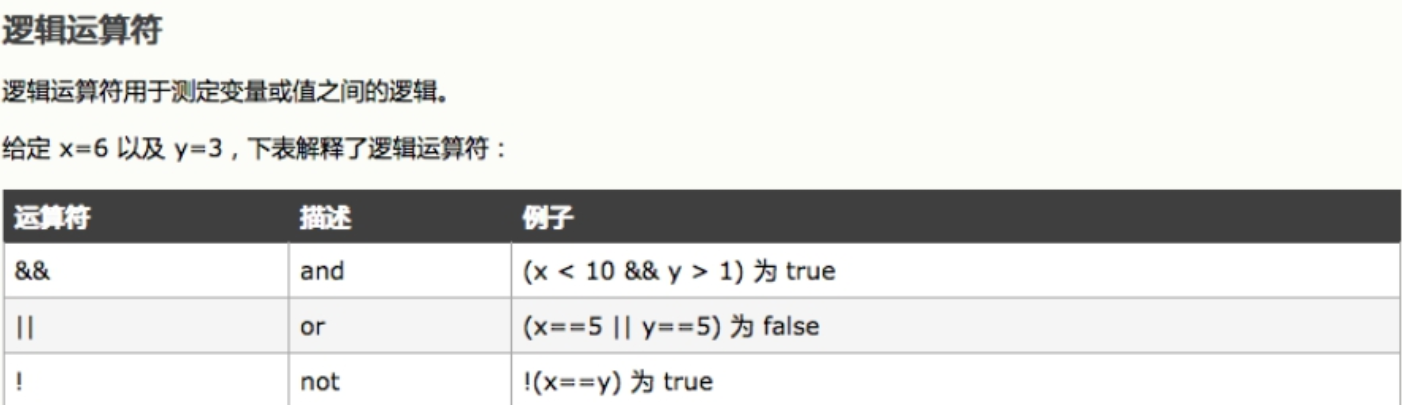 逻辑运算符
逻辑运算符用于测定变量或值之间的逻辑。
给定 x=6 以及 y=3，下表解释了逻辑运算符：
运算符 描述 例子
&& and (x < 10 && y > 1) 为 true
|| or (x==5 || y==5) 为 false
! not !(x==y) 为 true